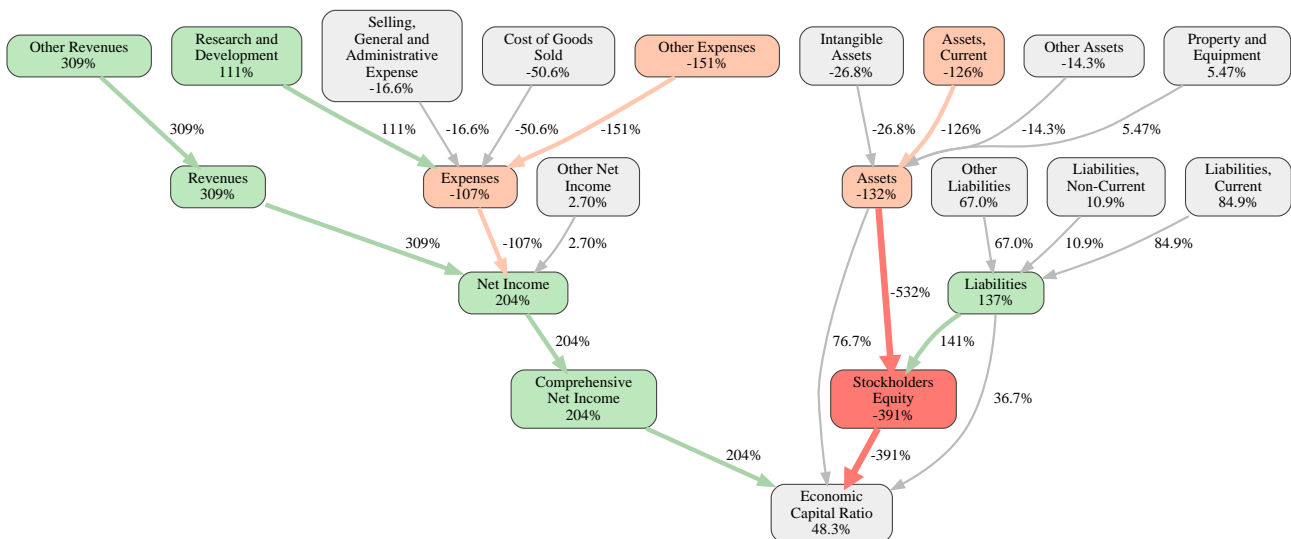 Other Revenues
309%
Research and
Development
111%
Selling,
General and
Administrative
Expense
-16.6%
Cost of Goods
Sold
-50.6%
Other Expenses
-151%
Intangible
Assets
-26.8%
Assets,
Current
-126%
Other Assets
-14.3%
Property and
Equipment
5.47%
309%
111%
-16.6%
-50.6%
-151%
-26.8%
-126%
-14.3%
5.47%
Revenues
309%
Expenses
-107%
Other Net
Income
2.70%
Assets
-132%
Other
Liabilities
67.0%
Liabilities,
Non-Current
10.9%
Liabilities,
Current
84.9%
309%
-107%
2.70%
67.0%
10.9%
84.9%
Net Income
204%
-532%
Liabilities
137%
204%
76.7%
141%
Comprehensive
Net Income
204%
Stockholders
Equity
-391%
36.7%
204%
-391%
Economic
Capital Ratio
48.3%